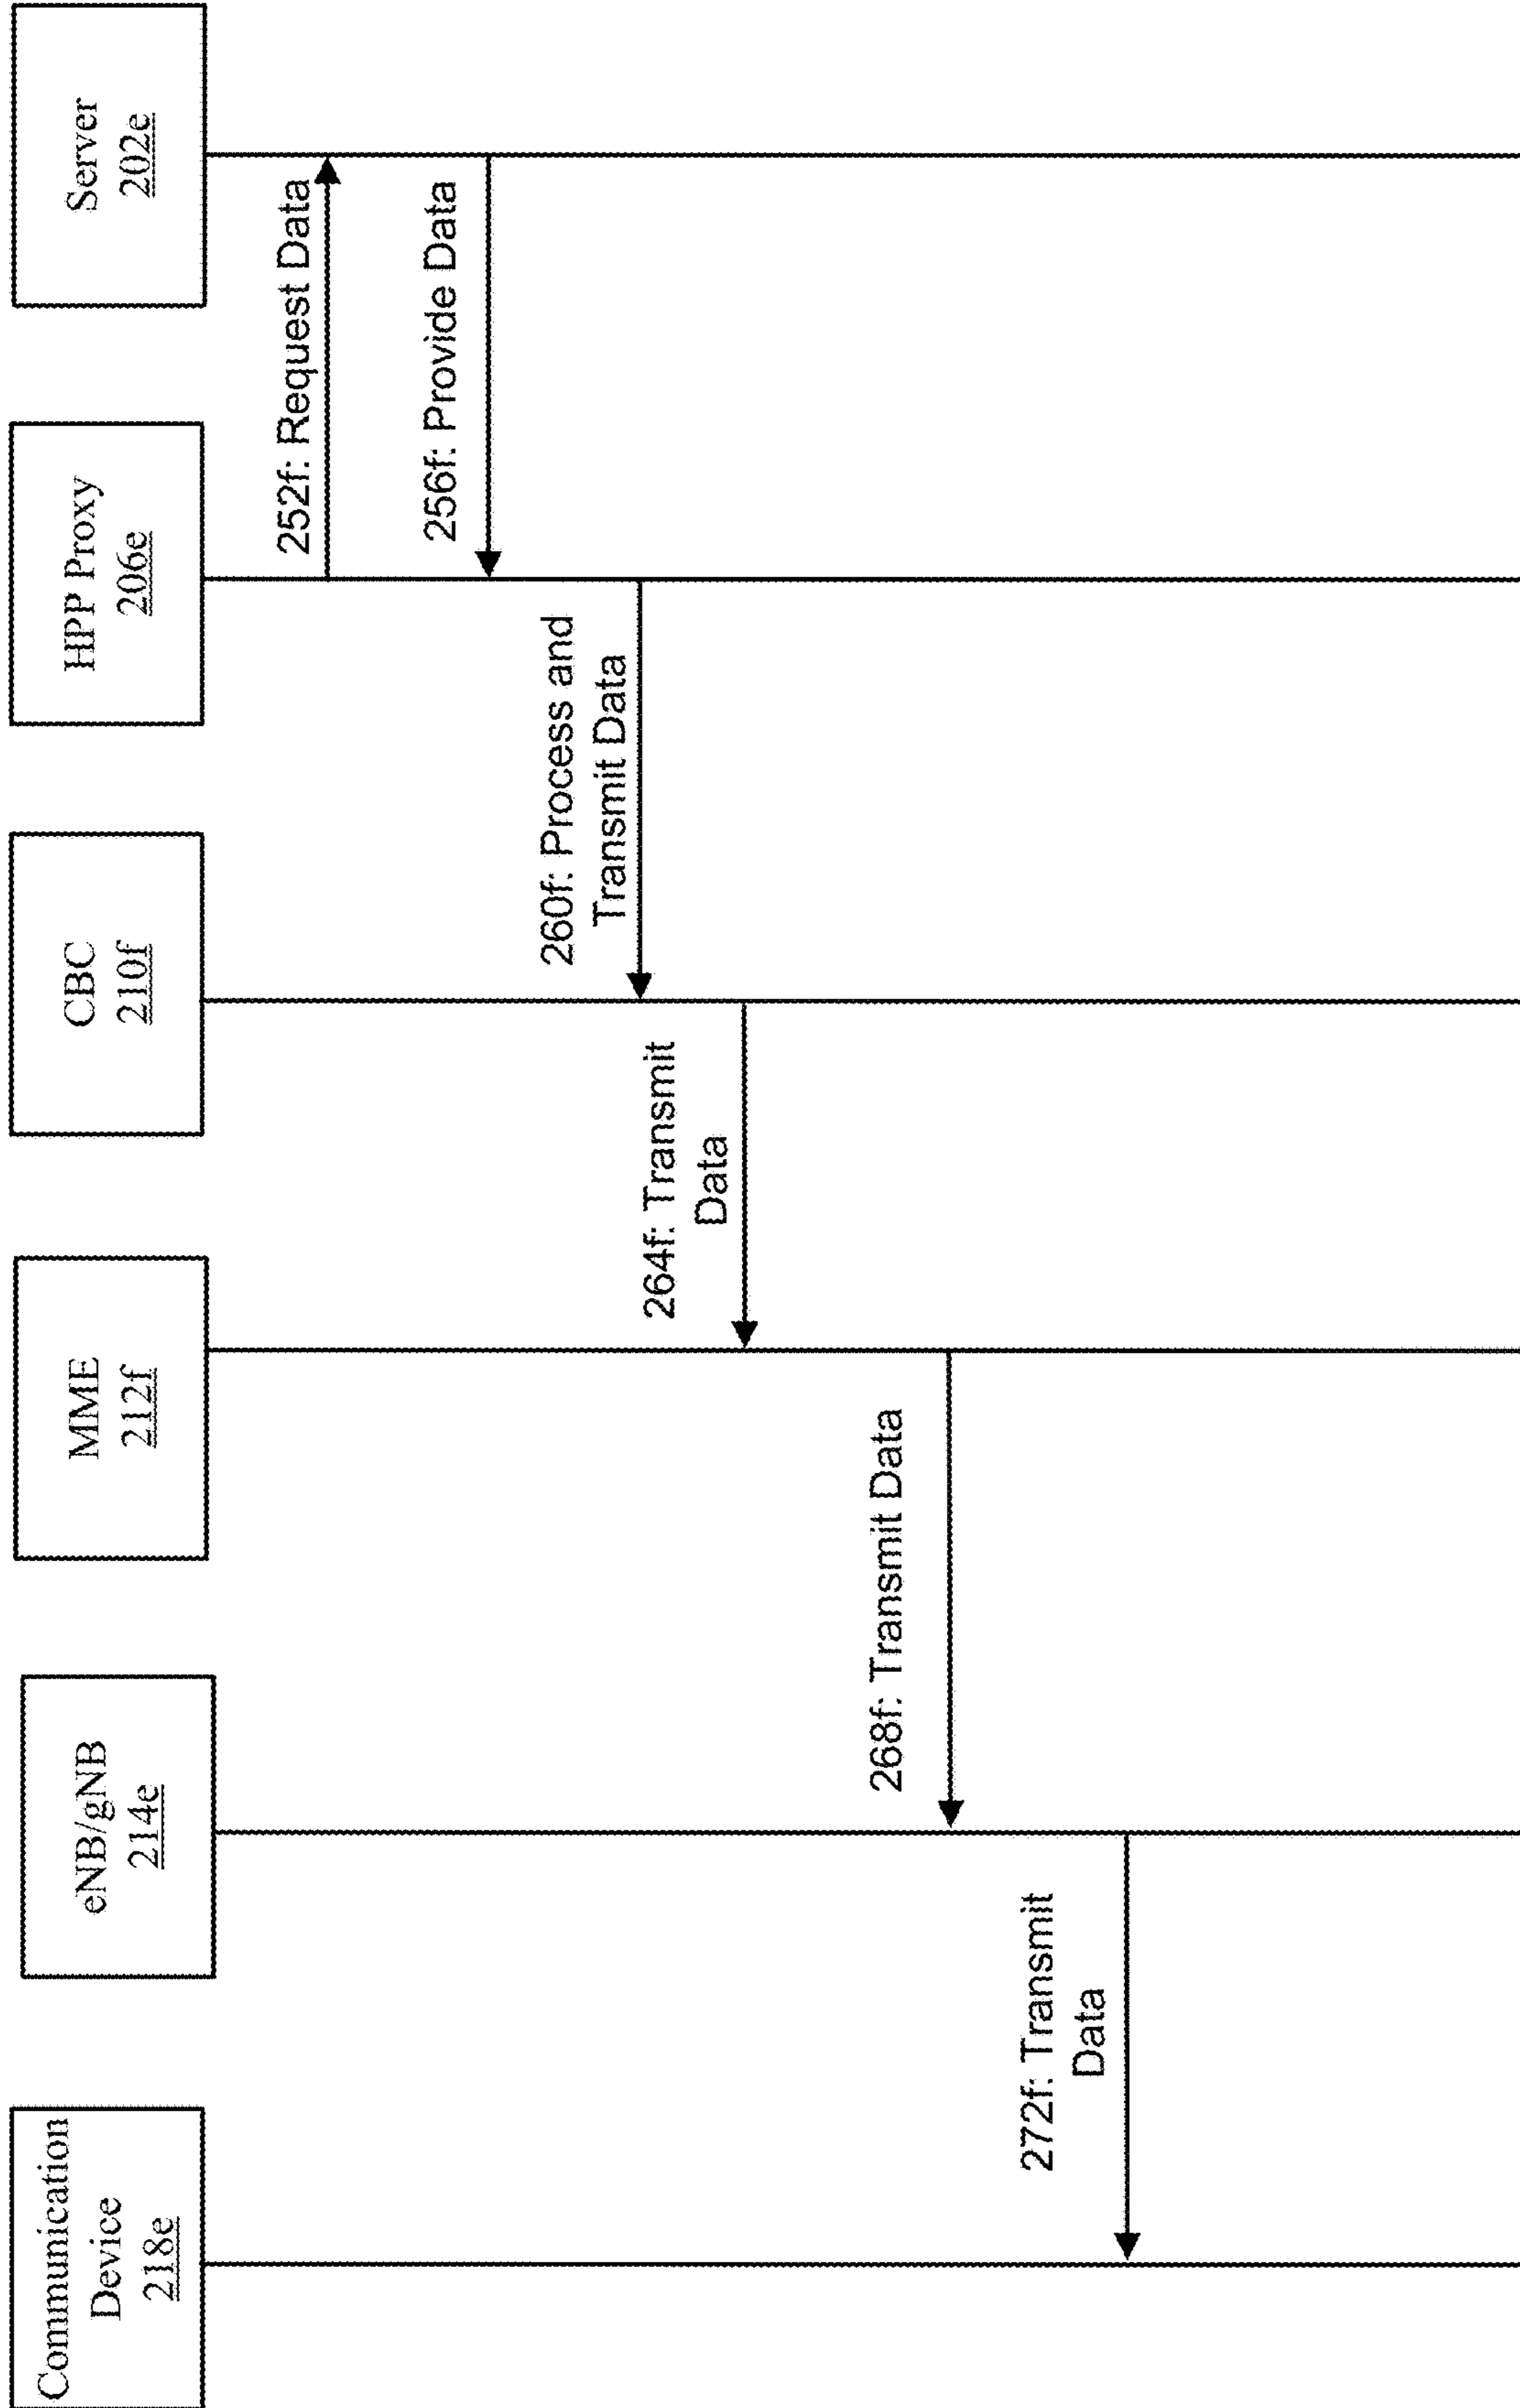 Communication
Device
218e
eNB/gNB
214e
MME
212f
CBC
210f
HPP Proxy
206e
Server
202e
252f: Request Data
256f: Provide Data
260f: Process and
Transmit Data
264f: Transmit
Data
268f: Transmit Data
272f: Transmit
Data